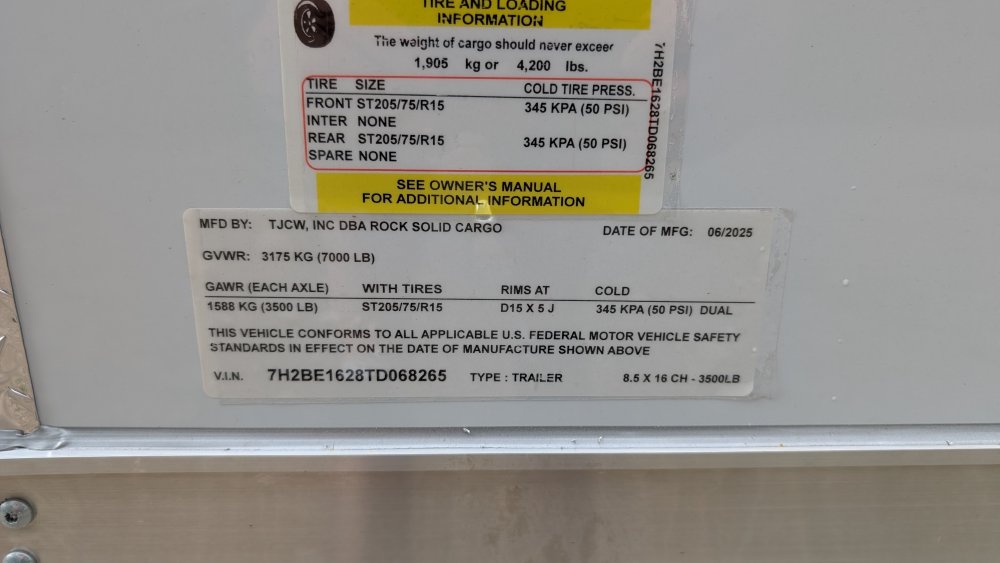 TIRE AND LOADING
INFORMATION
The weight of cargo should never exceed
1,905 kg or 4,200 lbs.
TIRE SIZE COLD TIRE PRESS.
FRONT ST205/75/R15 345 KPA (50 PSI)
INTER NONE
REAR ST205/75/R15 345 KPA (50 PSI)
SPARE NONE
7H2BE1628TD068265
SEE OWNER'S MANUAL
FOR ADDITIONAL INFORMATION
MFD BY: TJCW, INC DBA ROCK SOLID CARGO DATE OF MFG: 06/2025
GVWR: 3175 KG (7000 LB)
GAWR (EACH AXLE) WITH TIRES RIMS AT COLD
1588 KG (3500 LB) ST205/75/R15 D15 X 5 J 345 KPA (50 PSI) DUAL
THIS VEHICLE CONFORMS TO ALL APPLICABLE U.S. FEDERAL MOTOR VEHICLE SAFETY
STANDARDS IN EFFECT ON THE DATE OF MANUFACTURE SHOWN ABOVE
V.I.N. 7H2BE1628TD068265 TYPE : TRAILER 8.5 X 16 CH - 3500LB